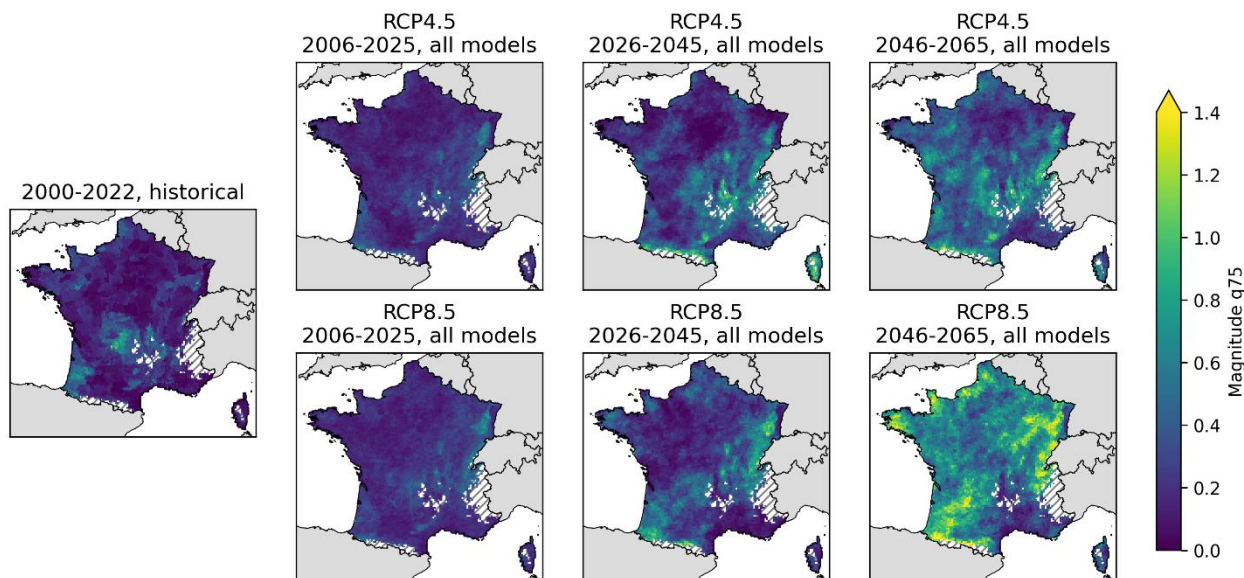 RCP4.5
2006-2025, all models
RCP4.5
2026-2045, all models
RCP4.5
2046-2065, all models
2000-2022, historical
RCP8.5
2006-2025, all models
RCP8.5
2026-2045, all models
RCP8.5
2046-2065, all models
1.4
1.2
1.0
0.8
0.6
0.4
0.2
0.0
Magnitude q75